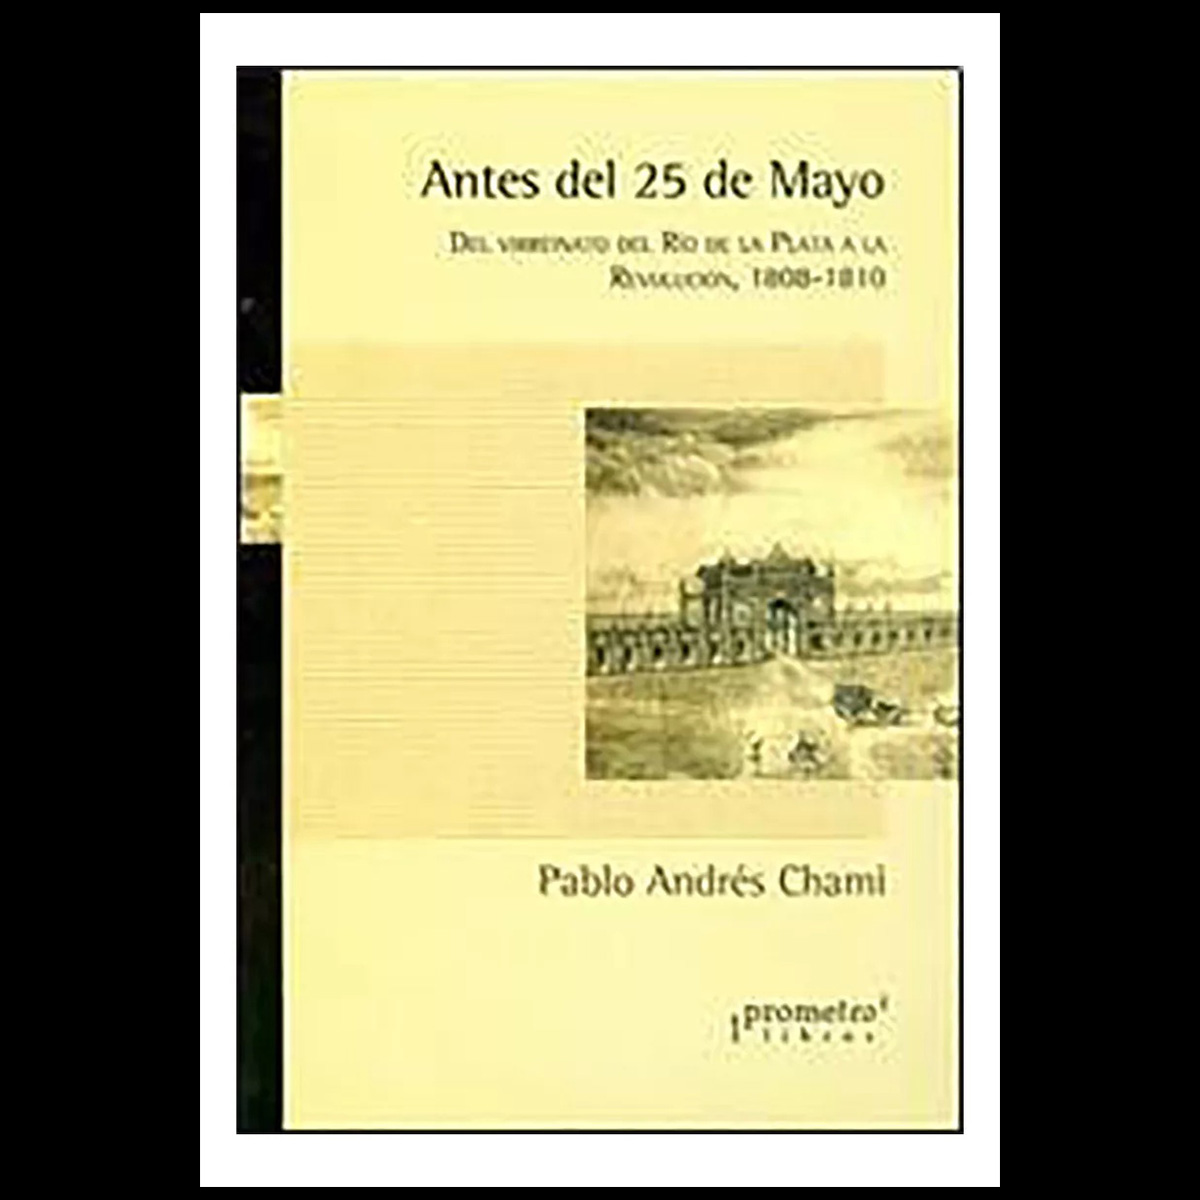 Antes del 25 de Mayo
DEL VIRREINATO DEL RÍO DE LA PLATA A LA
REVOLUCIÓN, 1808-1810
Pablo Andrés Chami
prometeo
libros